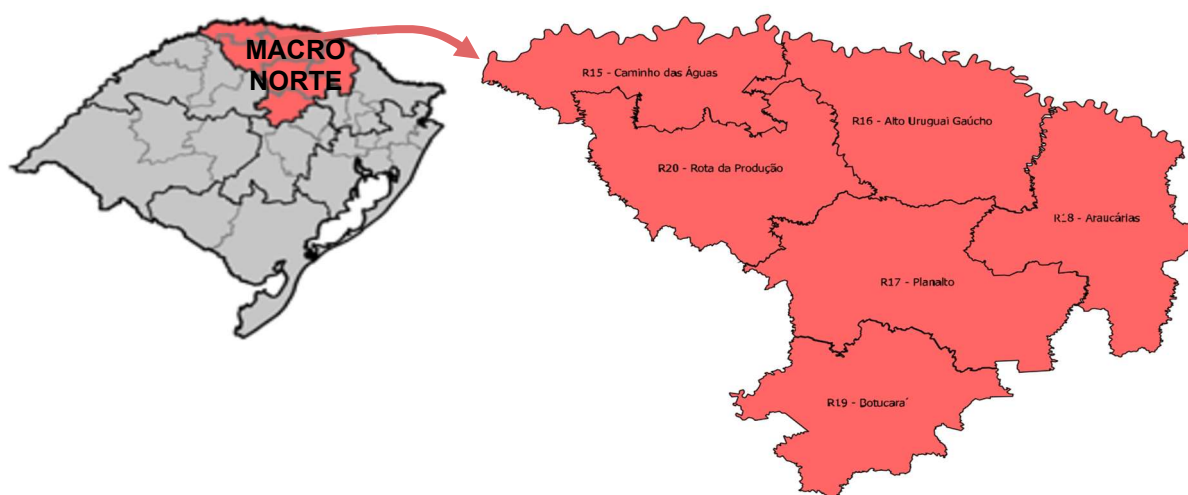 MACRO
NORTE
R15 - Caminho das Águas
R16 - Alto Uruguai Gaúcho
R20 - Rota da Produção
R18 - Araucárias
R17 - Planalto
R19 - Botucaraí